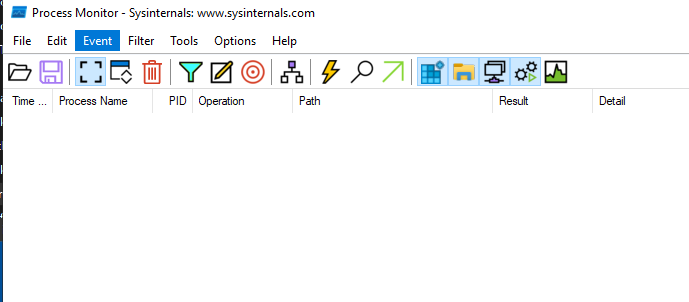 Process Monitor - Sysinternals: www.sysinternals.com
File Edit Event Filter Tools Options Help
Time ... Process Name PID Operation Path Result Detail